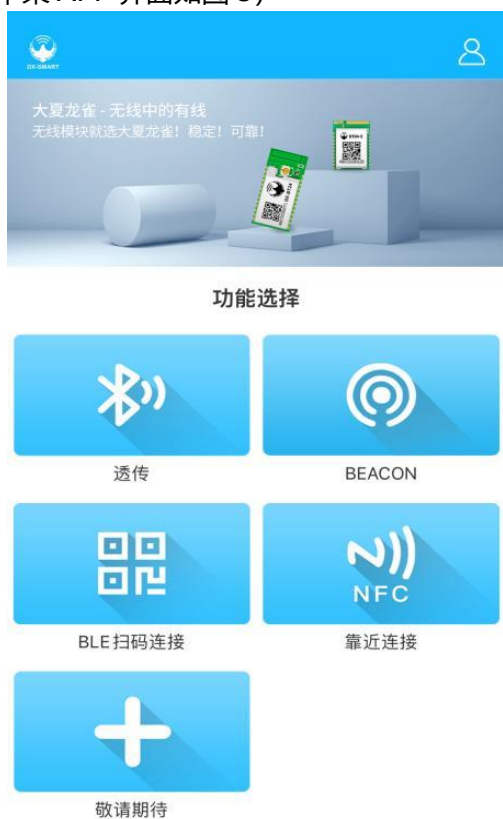 DX-SMART
大夏龙雀 - 无线中的有线
无线模块就选大夏龙雀！稳定！可靠！
功能选择
透传
BEACON
NFC
BLE扫码连接
靠近连接
敬请期待